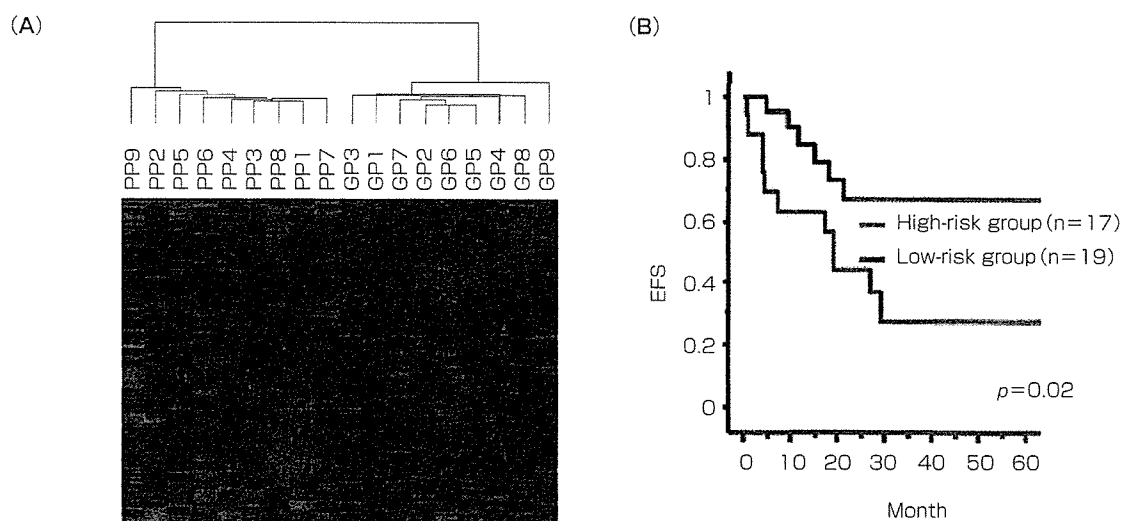 (A)
PP9
PP2
PP5
PP6
PP4
PP3
PP8
PP1
PP7
GP3
GP1
GP7
GP2
GP6
GP5
GP4
GP8
GP9
(B)
1
0.8
0.6
0.4
0.2
0
EFS
High-risk group (n=17)
Low-risk group (n=19)
p=0.02
0 10 20 30 40 50 60
Month